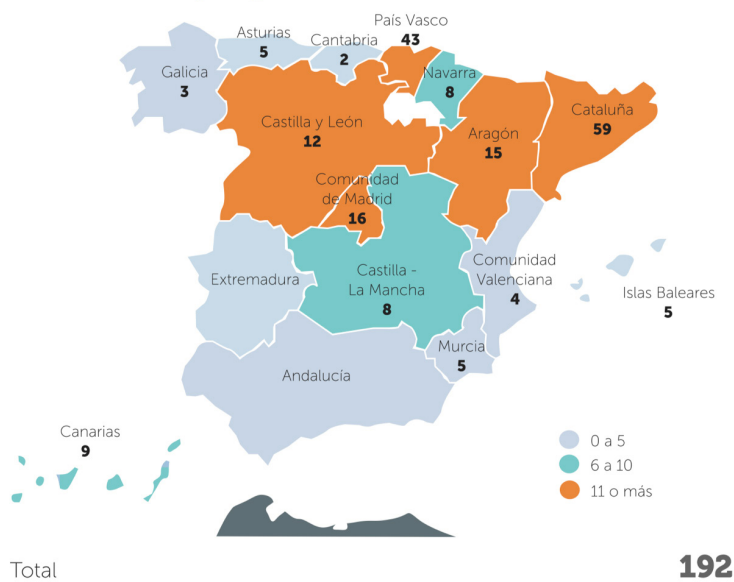 País Vasco
43
Asturias
5
Cantabria
2
Galicia
3
Navarra
8
Cataluña
59
Castilla y León
12
Aragón
15
Comunidad
de Madrid
16
Comunidad
Valenciana
4
Extremadura
Castilla -
La Mancha
8
Islas Baleares
5
Murcia
5
Andalucía
Canarias
9
0 a 5
6 a 10
11 o más
Total
192